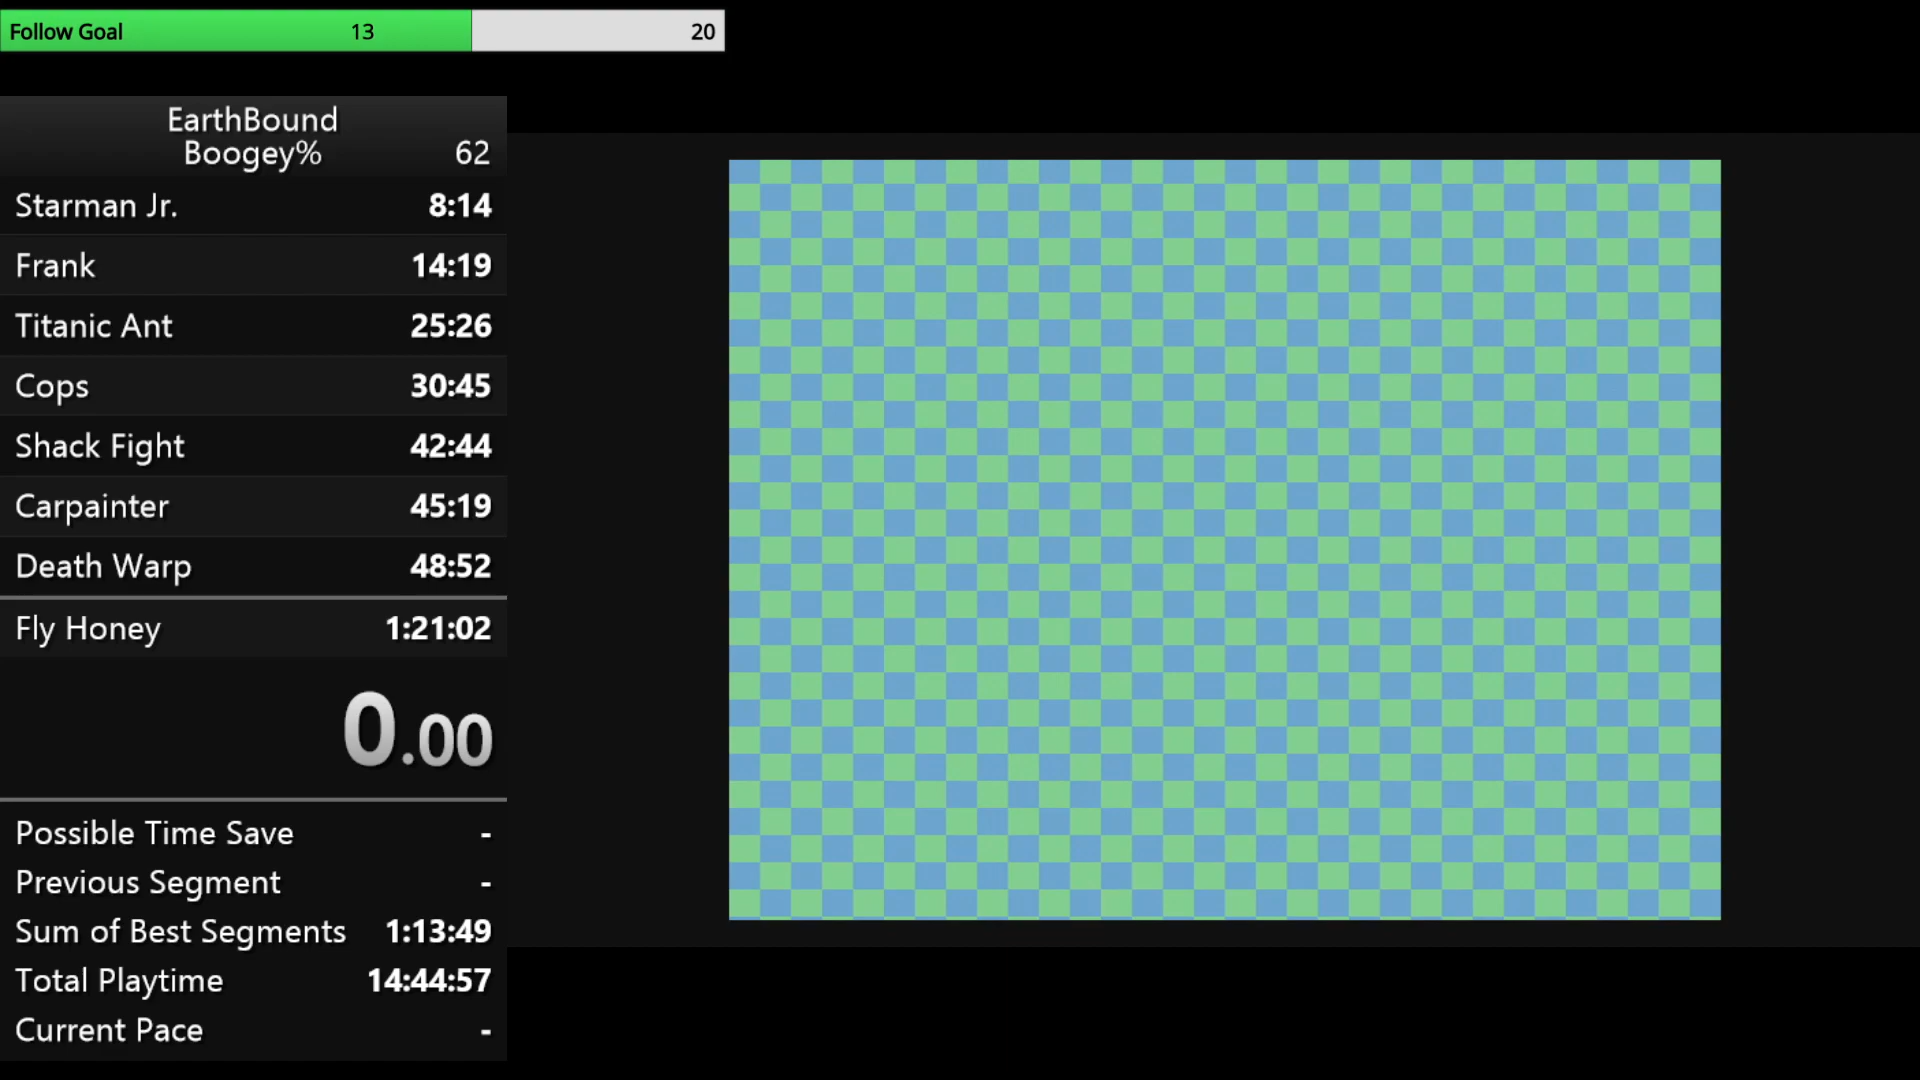 Follow Goal 13 20
EarthBound
Boogey% 62
Starman Jr. 8:14
Frank 14:19
Titanic Ant 25:26
Cops 30:45
Shack Fight 42:44
Carpainter 45:19
Death Warp 48:52
Fly Honey 1:21:02
0.00
Possible Time Save -
Previous Segment -
Sum of Best Segments 1:13:49
Total Playtime 14:44:57
Current Pace -